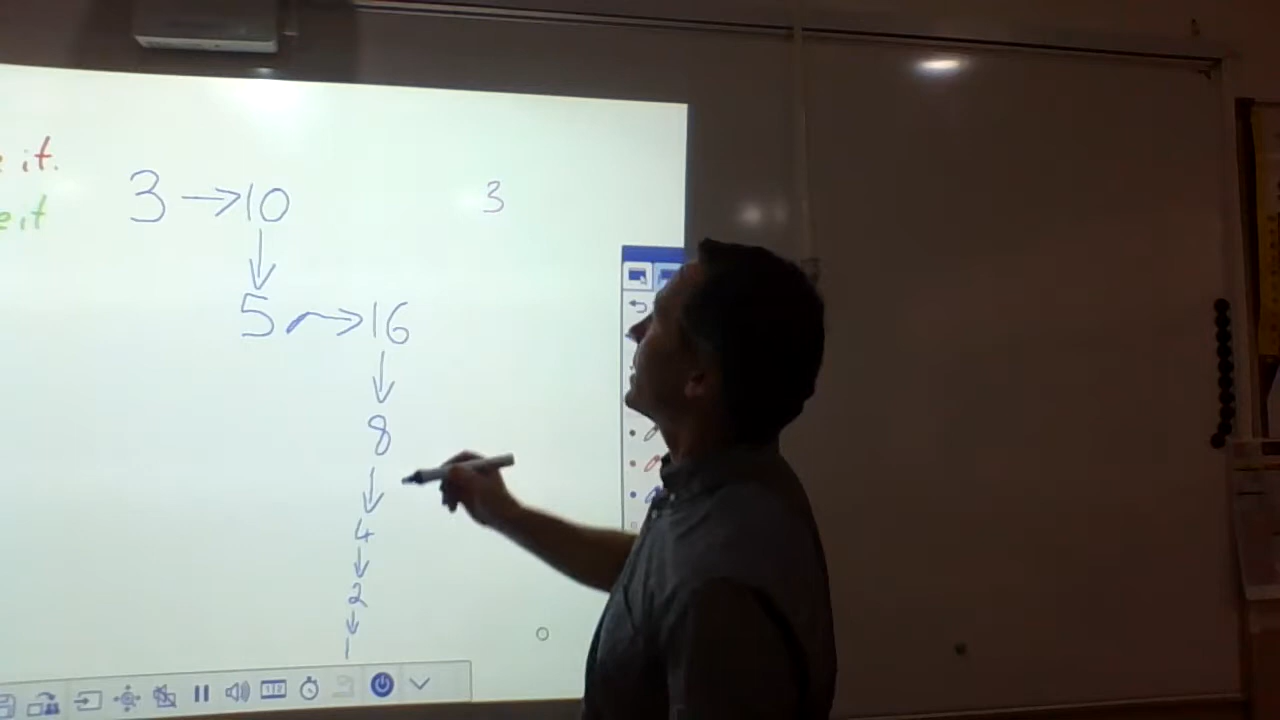 it.
3 → 10
3
e it
↓
5 → 16
↓
8
↓
4
↓
2
↓
1